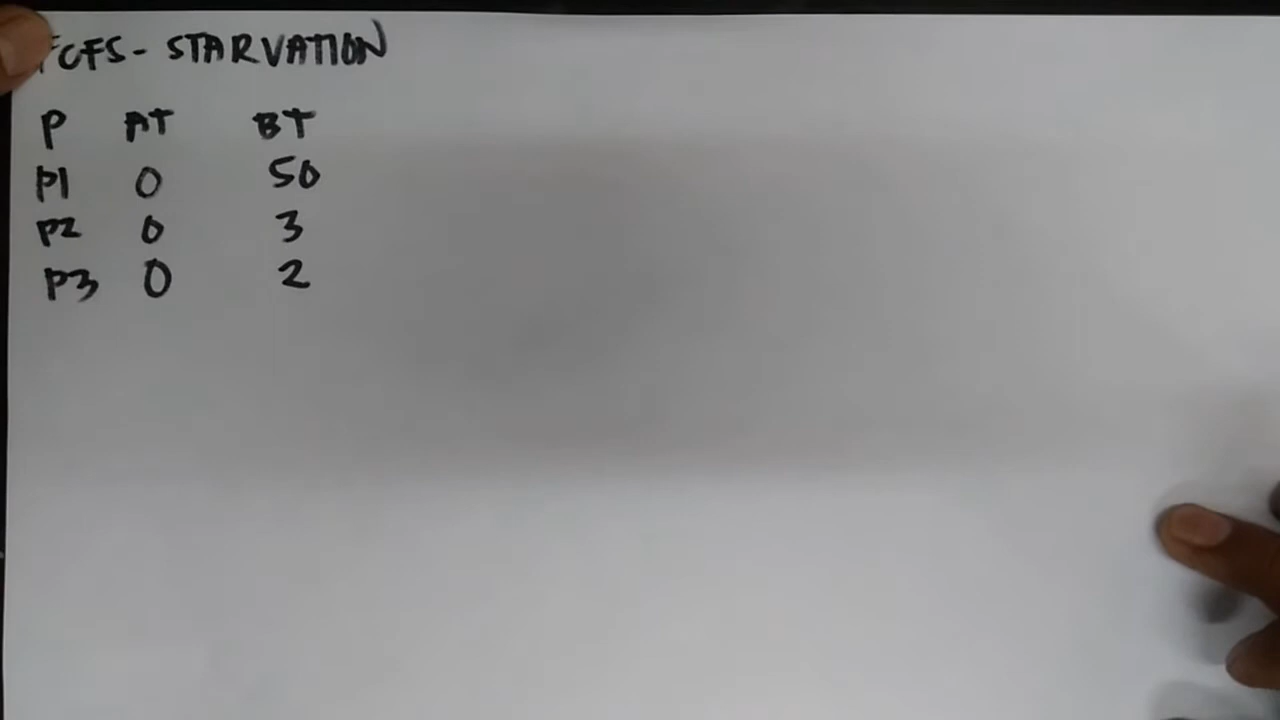 FCFS - STARVATION
P AT BT
P1 0 50
P2 0 3
P3 0 2